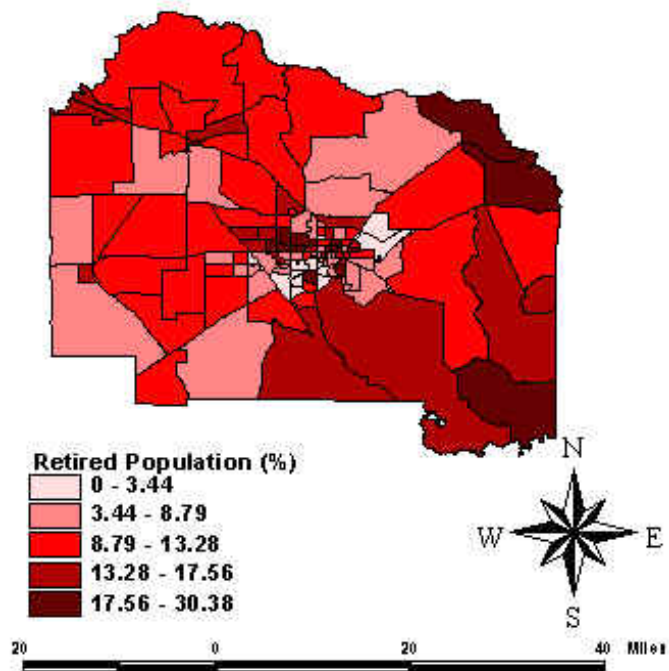 N
Retired Population (%)
0 - 3.44
3.44 - 8.79
8.79 - 13.28
13.28 - 17.56
17.56 - 30.38
W E
S
20 0 20 40 Miles